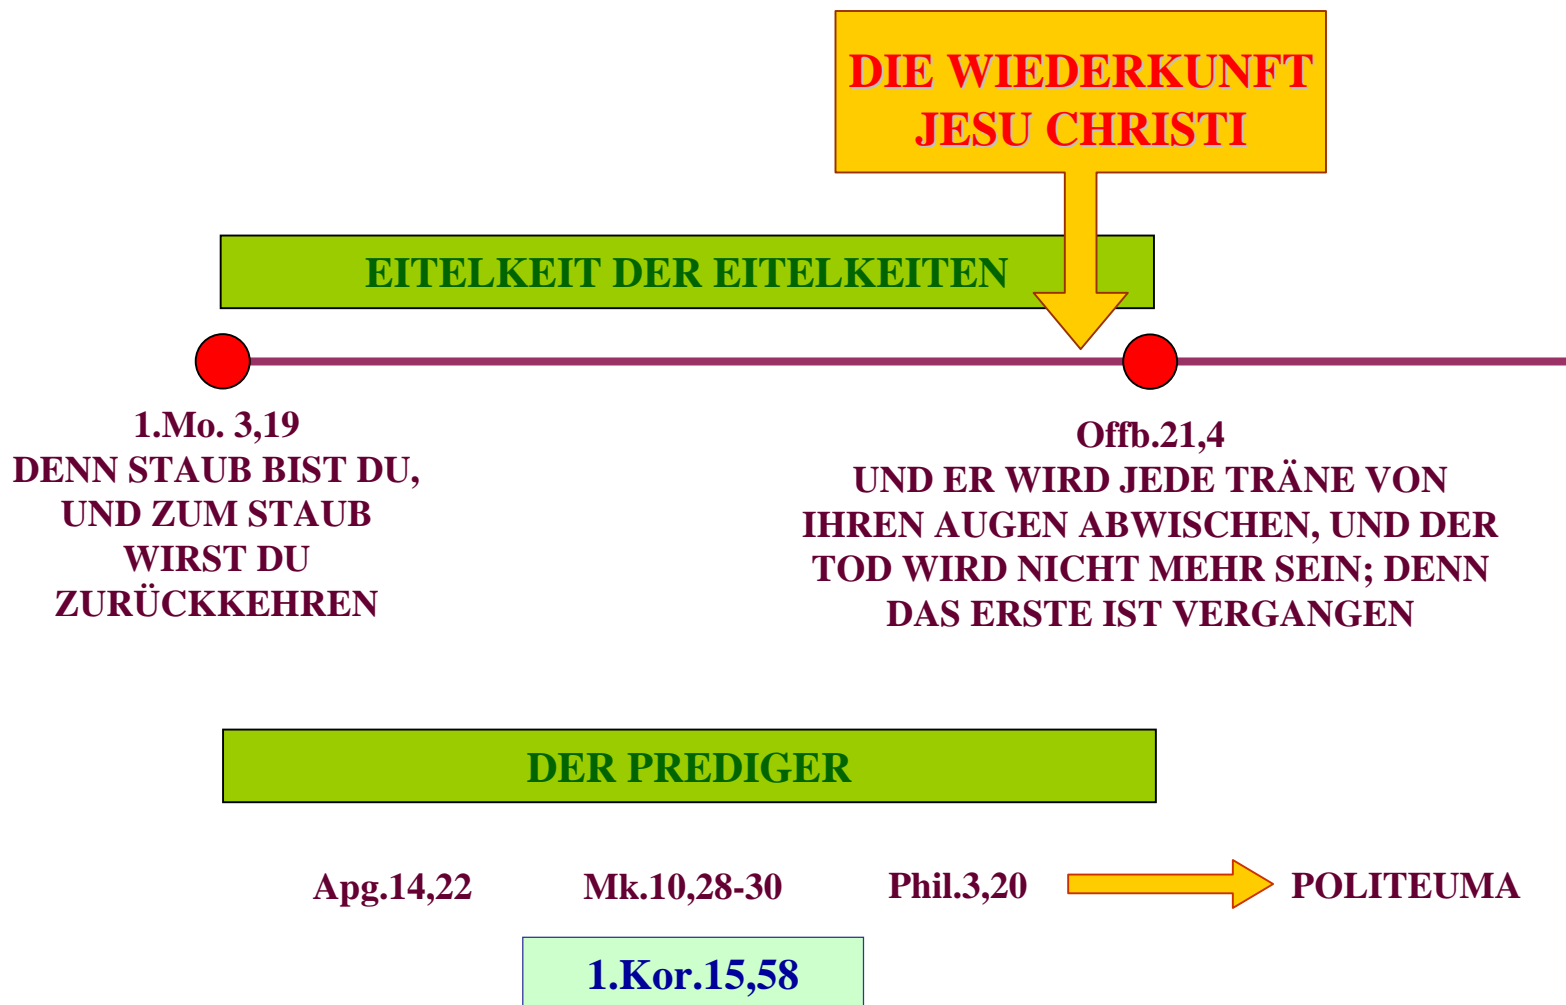 DIE WIEDERKUNFT
JESU CHRISTI
EITELKEIT DER EITELKEITEN
1.Mo. 3,19
DENN STAUB BIST DU,
UND ZUM STAUB
WIRST DU
ZURÜCKKEHREN
Offb.21,4
UND ER WIRD JEDE TRÄNE VON
IHREN AUGEN ABWISCHEN, UND DER
TOD WIRD NICHT MEHR SEIN; DENN
DAS ERSTE IST VERGANGEN
DER PREDIGER
Apg.14,22 Mk.10,28-30 Phil.3,20 POLITEUMA
1.Kor.15,58